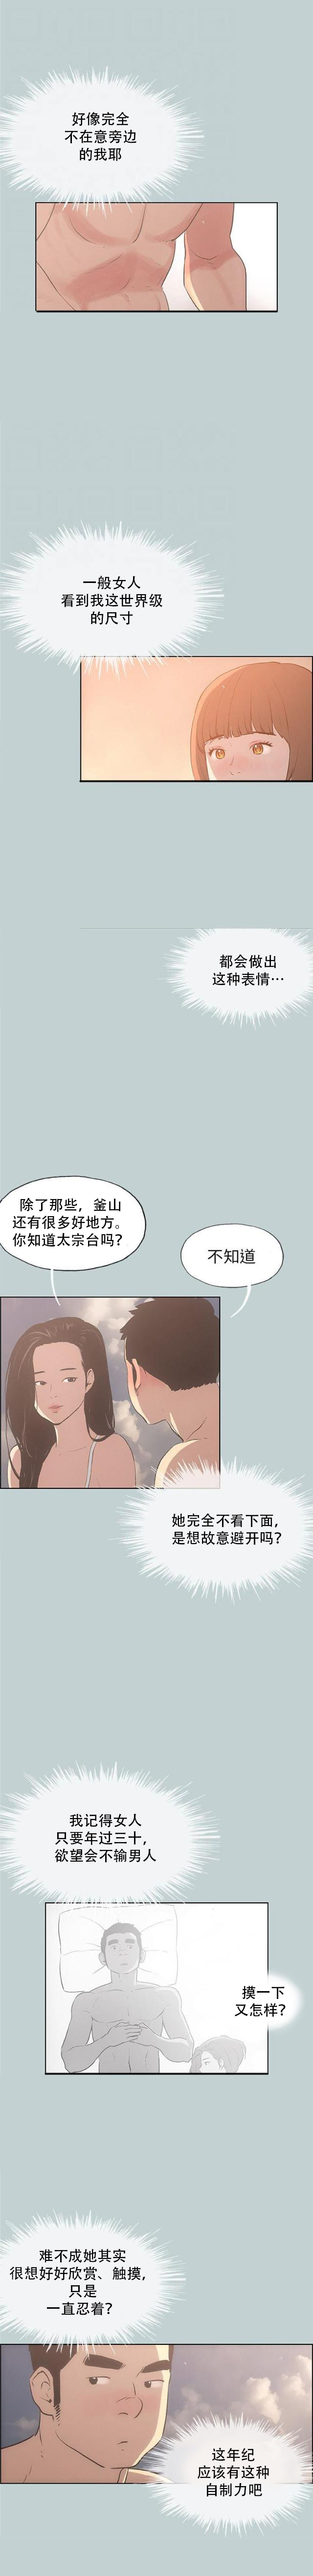 好像完全
不在意旁边
的我耶
一般女人
看到我这世界级
的尺寸
都会做出
这种表情…
除了那些，釜山
还有很多好地方。
你知道太宗台吗？
不知道
她完全不看下面，
是想故意避开吗？
我记得女人
只要年过三十，
欲望会不输男人
摸一下
又怎样？
难不成她其实
很想好好欣赏、触摸，
只是
一直忍着？
这年纪
应该有这种
自制力吧